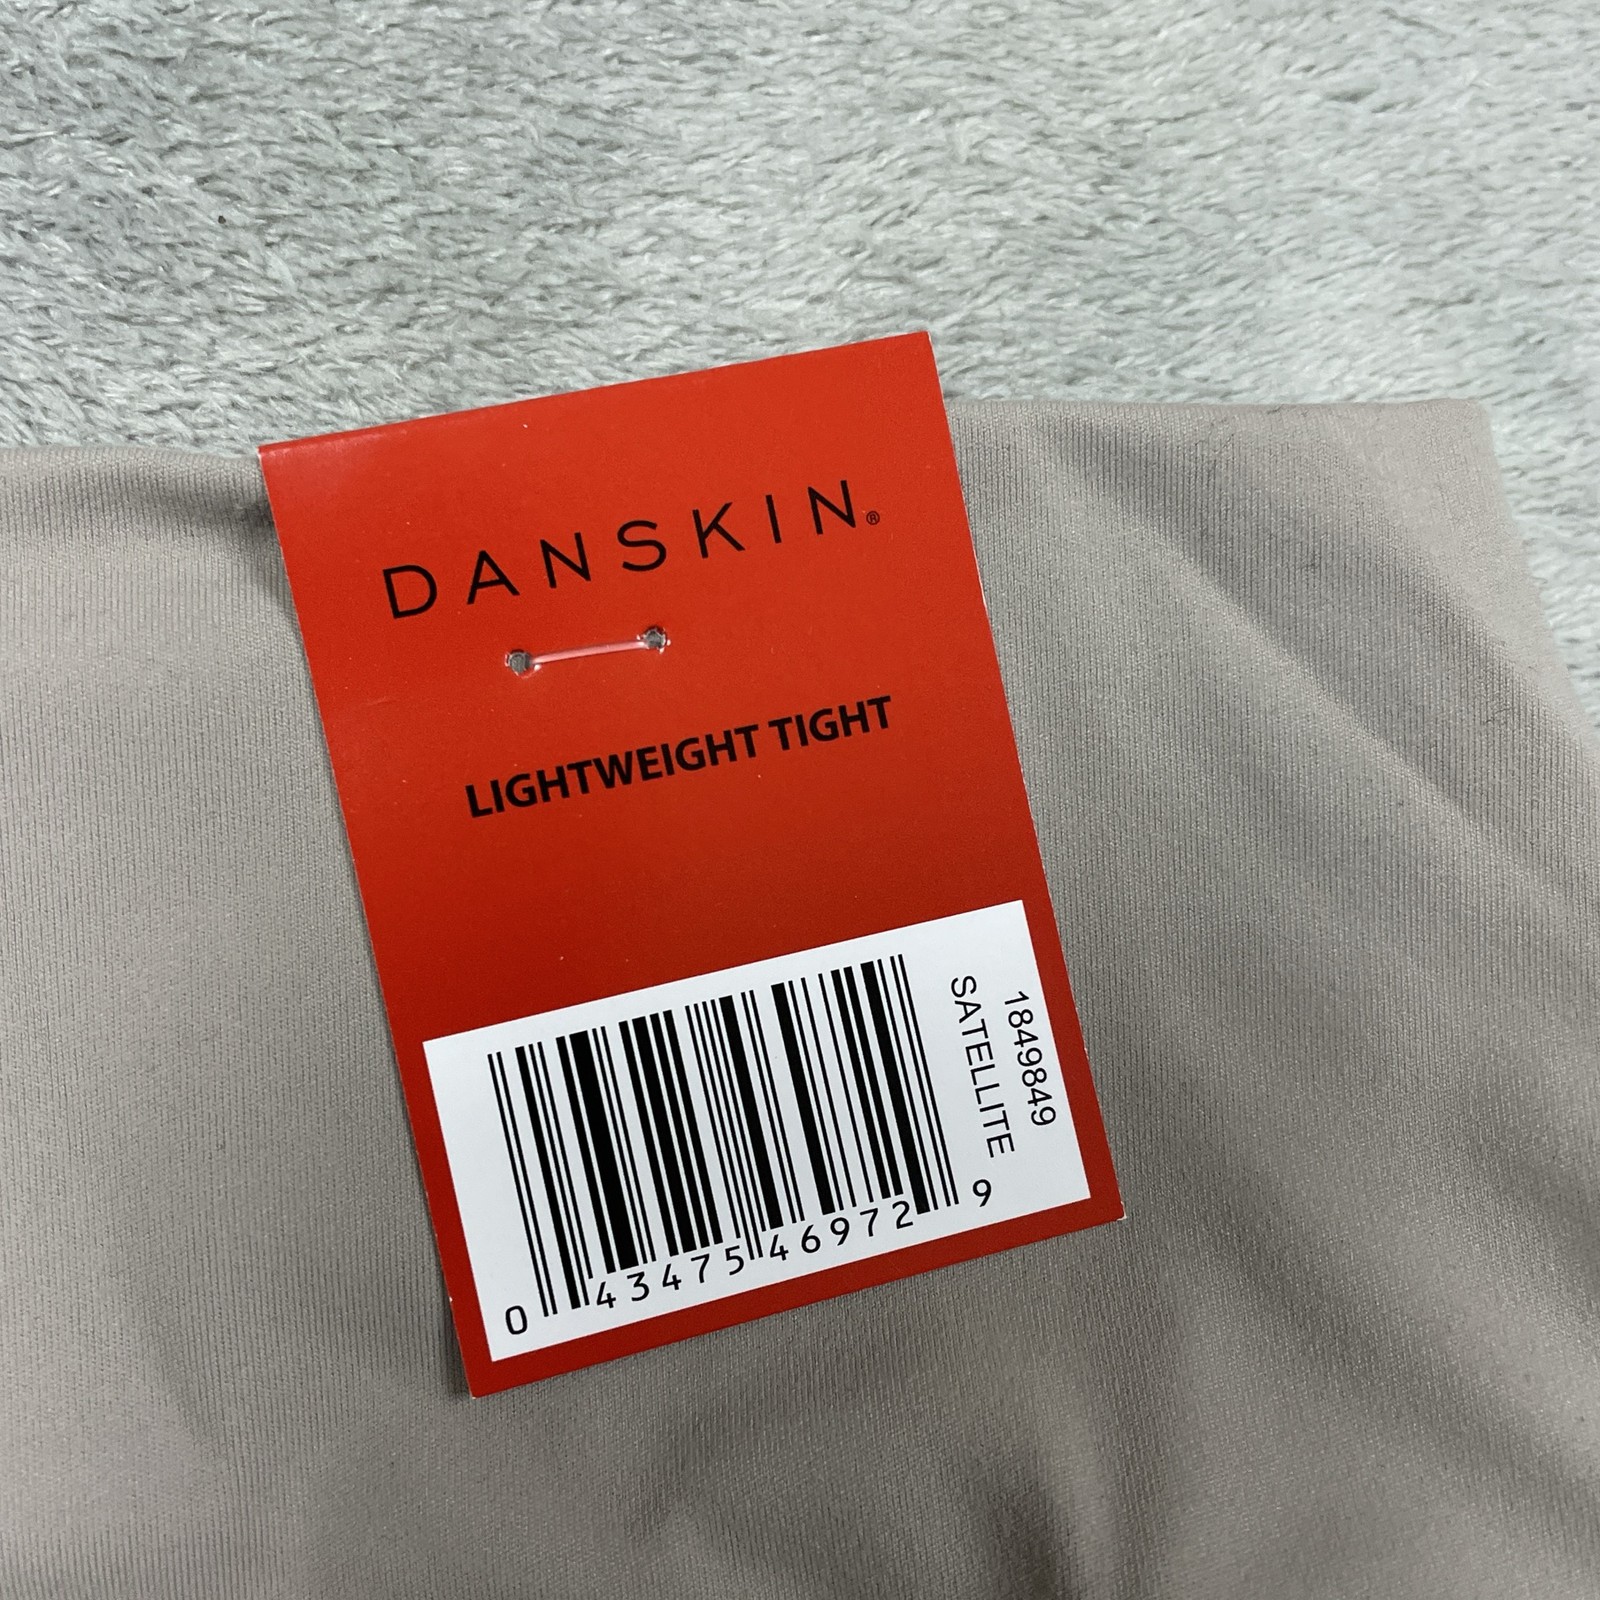 DANSKIN®
LIGHTWEIGHT TIGHT
1849849
SATELLITE
0 43475 46972 9